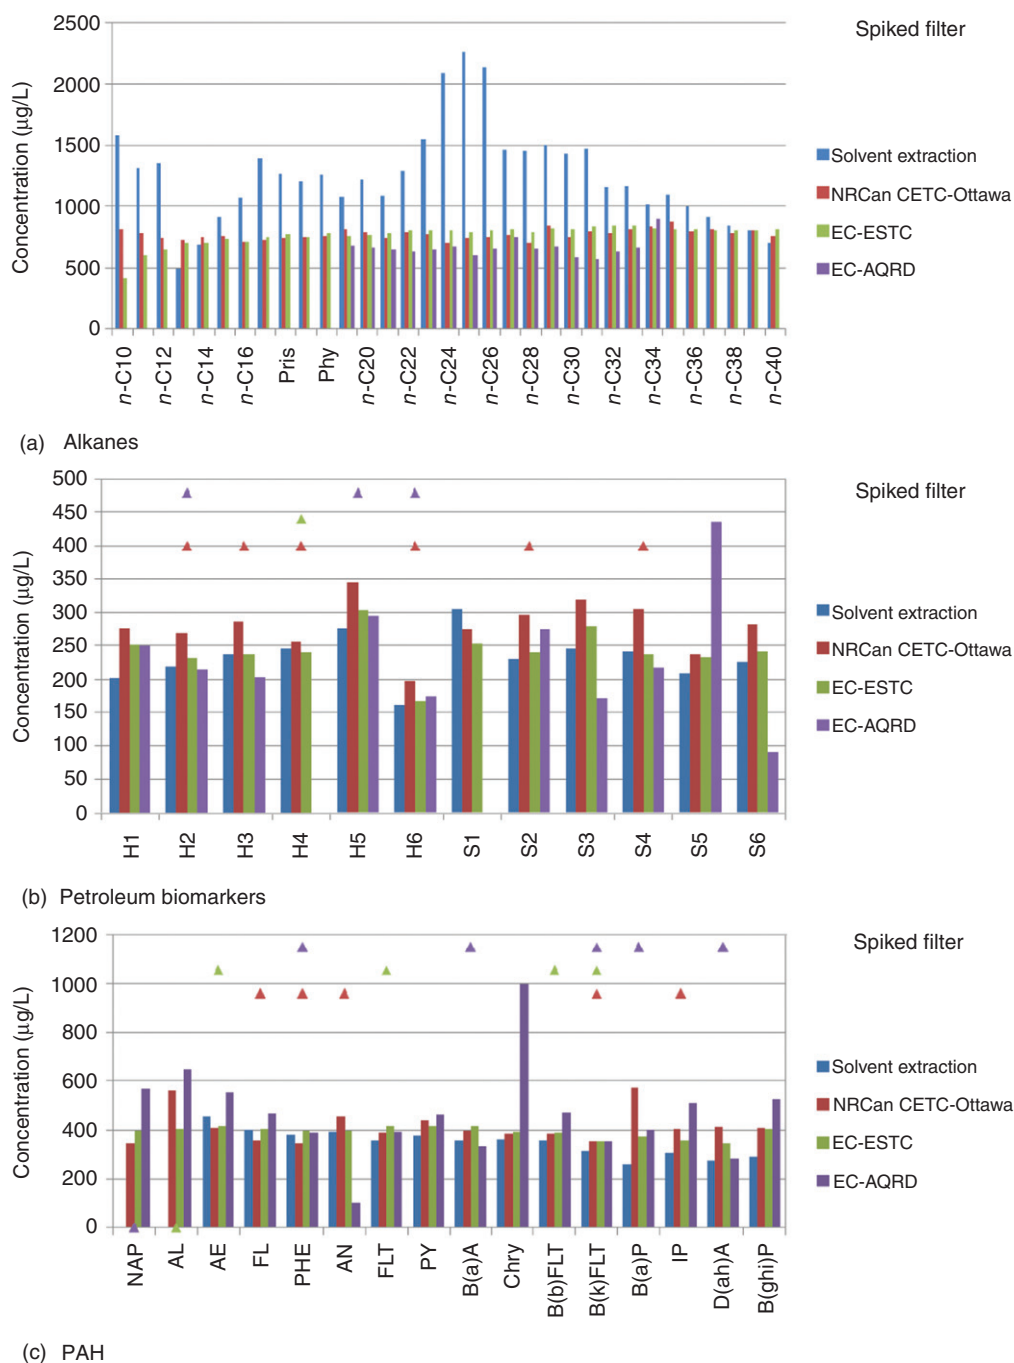 Spiked filter
Concentration (µg/L)
2500
2000
1500
1000
500
0
Solvent extraction
NRCan CETC-Ottawa
EC-ESTC
EC-AQRD
n-C10
n-C12
n-C14
n-C16
Pris
Phy
n-C20
n-C22
n-C24
n-C26
n-C28
n-C30
n-C32
n-C34
n-C36
n-C38
n-C40
(a) Alkanes
Spiked filter
Concentration (µg/L)
500
450
400
350
300
250
200
150
100
50
0
Solvent extraction
NRCan CETC-Ottawa
EC-ESTC
EC-AQRD
H1
H2
H3
H4
H5
H6
S1
S2
S3
S4
S5
S6
(b) Petroleum biomarkers
Spiked filter
Concentration (µg/L)
1200
1000
800
600
400
200
0
Solvent extraction
NRCan CETC-Ottawa
EC-ESTC
EC-AQRD
NAP
AL
AE
FL
PHE
AN
FLT
PY
B(a)A
Chry
B(b)FLT
B(k)FLT
B(a)P
IP
D(ah)A
B(ghi)P
(c) PAH